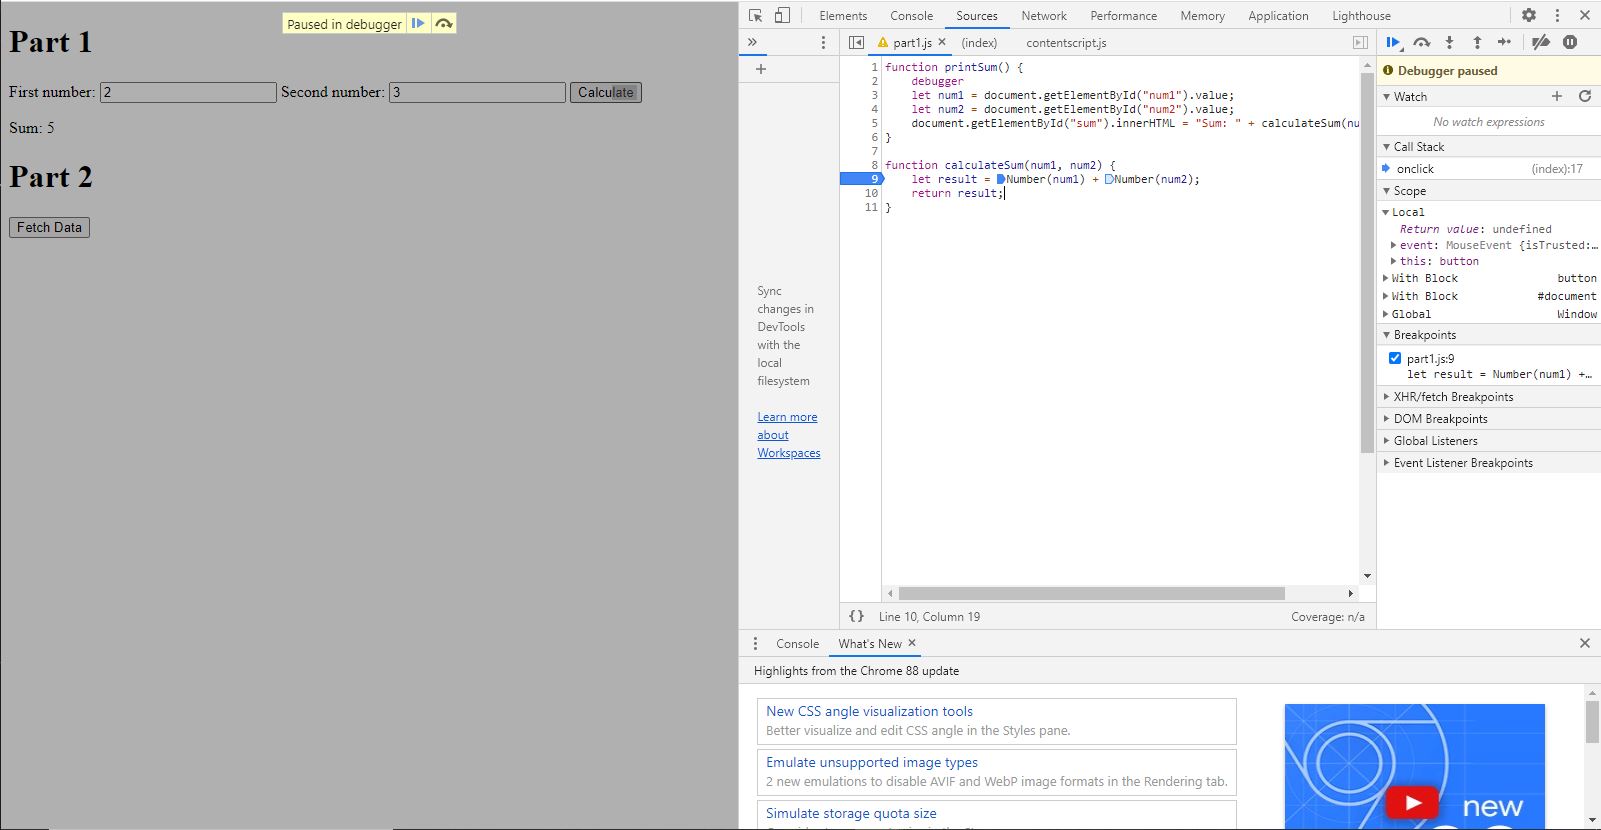 Paused in debugger
Part 1
First number: 2 Second number: 3 Calculate
Sum: 5
Part 2
Fetch Data
Elements Console Sources Network Performance Memory Application Lighthouse
part1.js (index) contentscript.js
1 function printSum() {
2 debugger
3 let num1 = document.getElementById("num1").value;
4 let num2 = document.getElementById("num2").value;
5 document.getElementById("sum").innerHTML = "Sum: " + calculateSum(nu
6 }
7
8 function calculateSum(num1, num2) {
9 let result = Number(num1) + Number(num2);
10 return result;
11 }
Sync
changes in
DevTools
with the
local
filesystem
Learn more
about
Workspaces
{} Line 10, Column 19 Coverage: n/a
Debugger paused
Watch
No watch expressions
Call Stack
onclick (index):17
Scope
Local
Return value: undefined
event: MouseEvent {isTrusted:…
this: button
With Block button
With Block #document
Global Window
Breakpoints
part1.js:9
let result = Number(num1) +…
XHR/fetch Breakpoints
DOM Breakpoints
Global Listeners
Event Listener Breakpoints
Console What's New
Highlights from the Chrome 88 update
New CSS angle visualization tools
Better visualize and edit CSS angle in the Styles pane.
Emulate unsupported image types
2 new emulations to disable AVIF and WebP image formats in the Rendering tab.
Simulate storage quota size
new